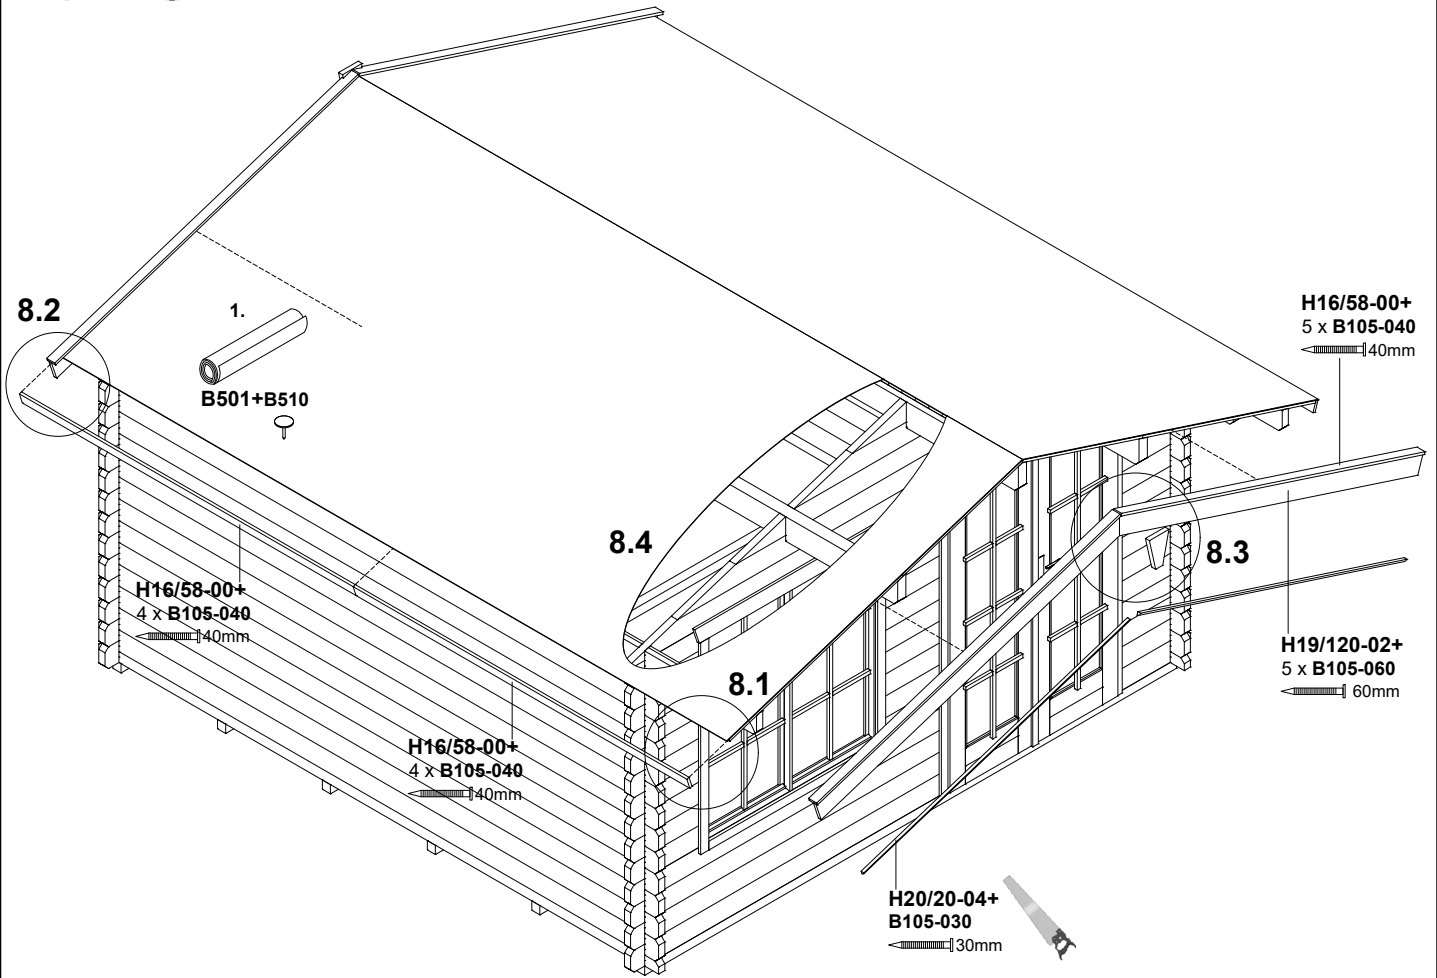 8.2
1.
B501+B510
H16/58-00+
5 x B105-040
40mm
8.4
8.3
H16/58-00+
4 x B105-040
40mm
H19/120-02+
5 x B105-060
60mm
8.1
H16/58-00+
4 x B105-040
40mm
H20/20-04+
B105-030
30mm